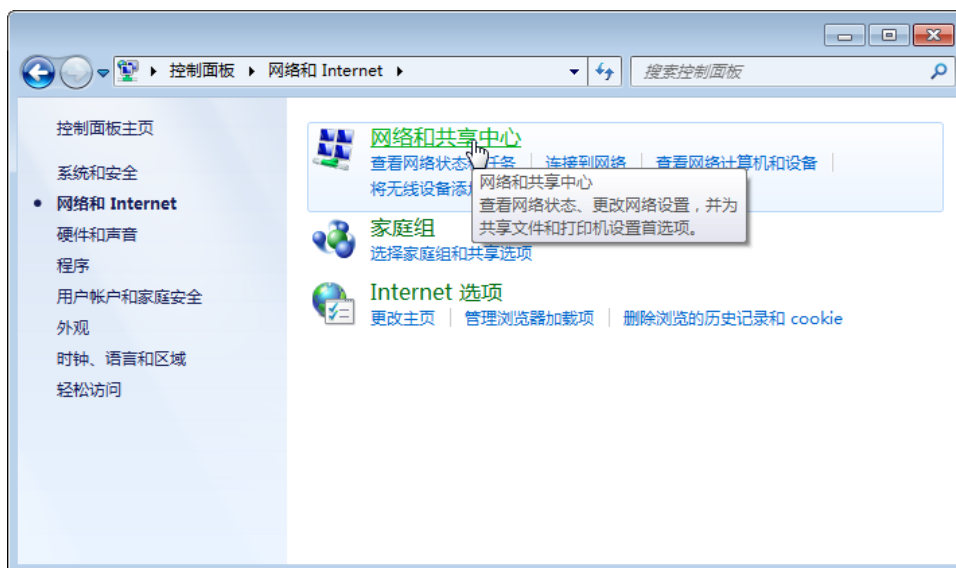 控制面板 网络和 Internet
搜索控制面板
控制面板主页
系统和安全
网络和 Internet
硬件和声音
程序
用户帐户和家庭安全
外观
时钟、语言和区域
轻松访问
网络和共享中心
查看网络状态 任务 连接到网络 查看网络计算机和设备
将无线设备添
网络和共享中心
查看网络状态、更改网络设置，并为
共享文件和打印机设置首选项。
家庭组
选择家庭组和共享选项
Internet 选项
更改主页 管理浏览器加载项 删除浏览的历史记录和 cookie